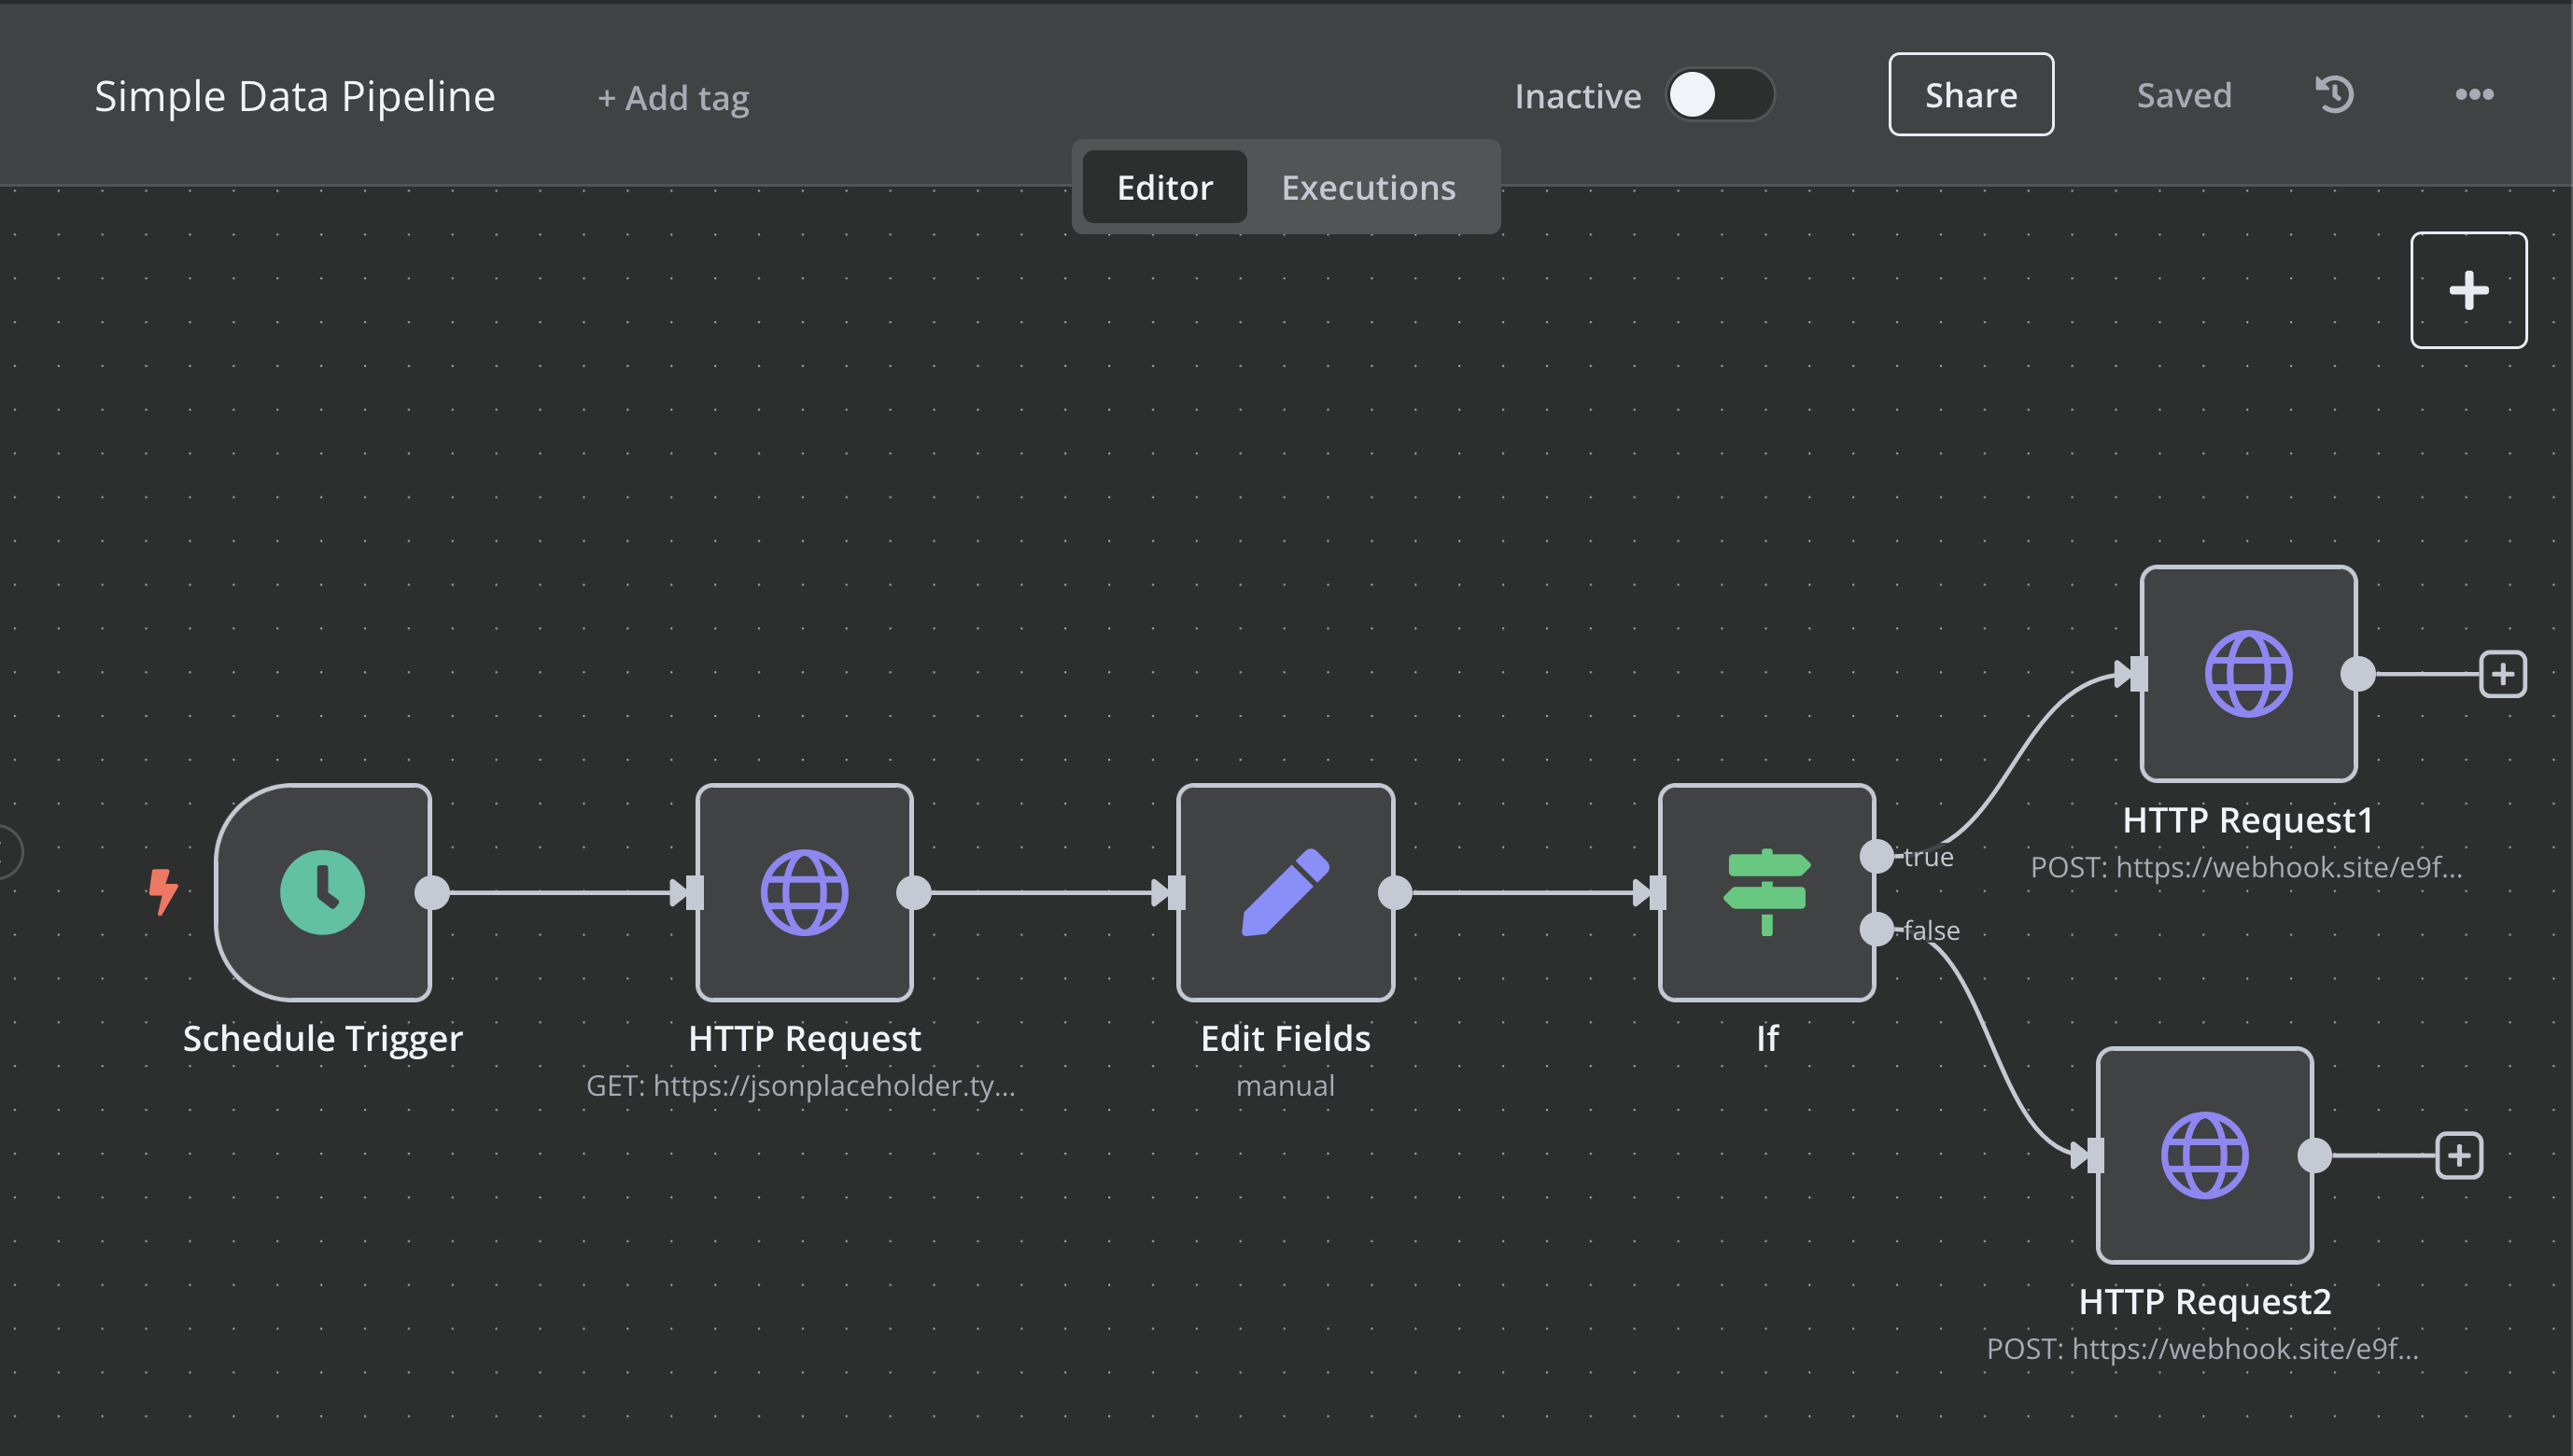 Simple Data Pipeline
+ Add tag
Inactive
Share
Saved
Editor
Executions
HTTP Request1
POST: https://webhook.site/e9f...
true
false
Schedule Trigger
HTTP Request
GET: https://jsonplaceholder.ty...
Edit Fields
manual
If
HTTP Request2
POST: https://webhook.site/e9f...